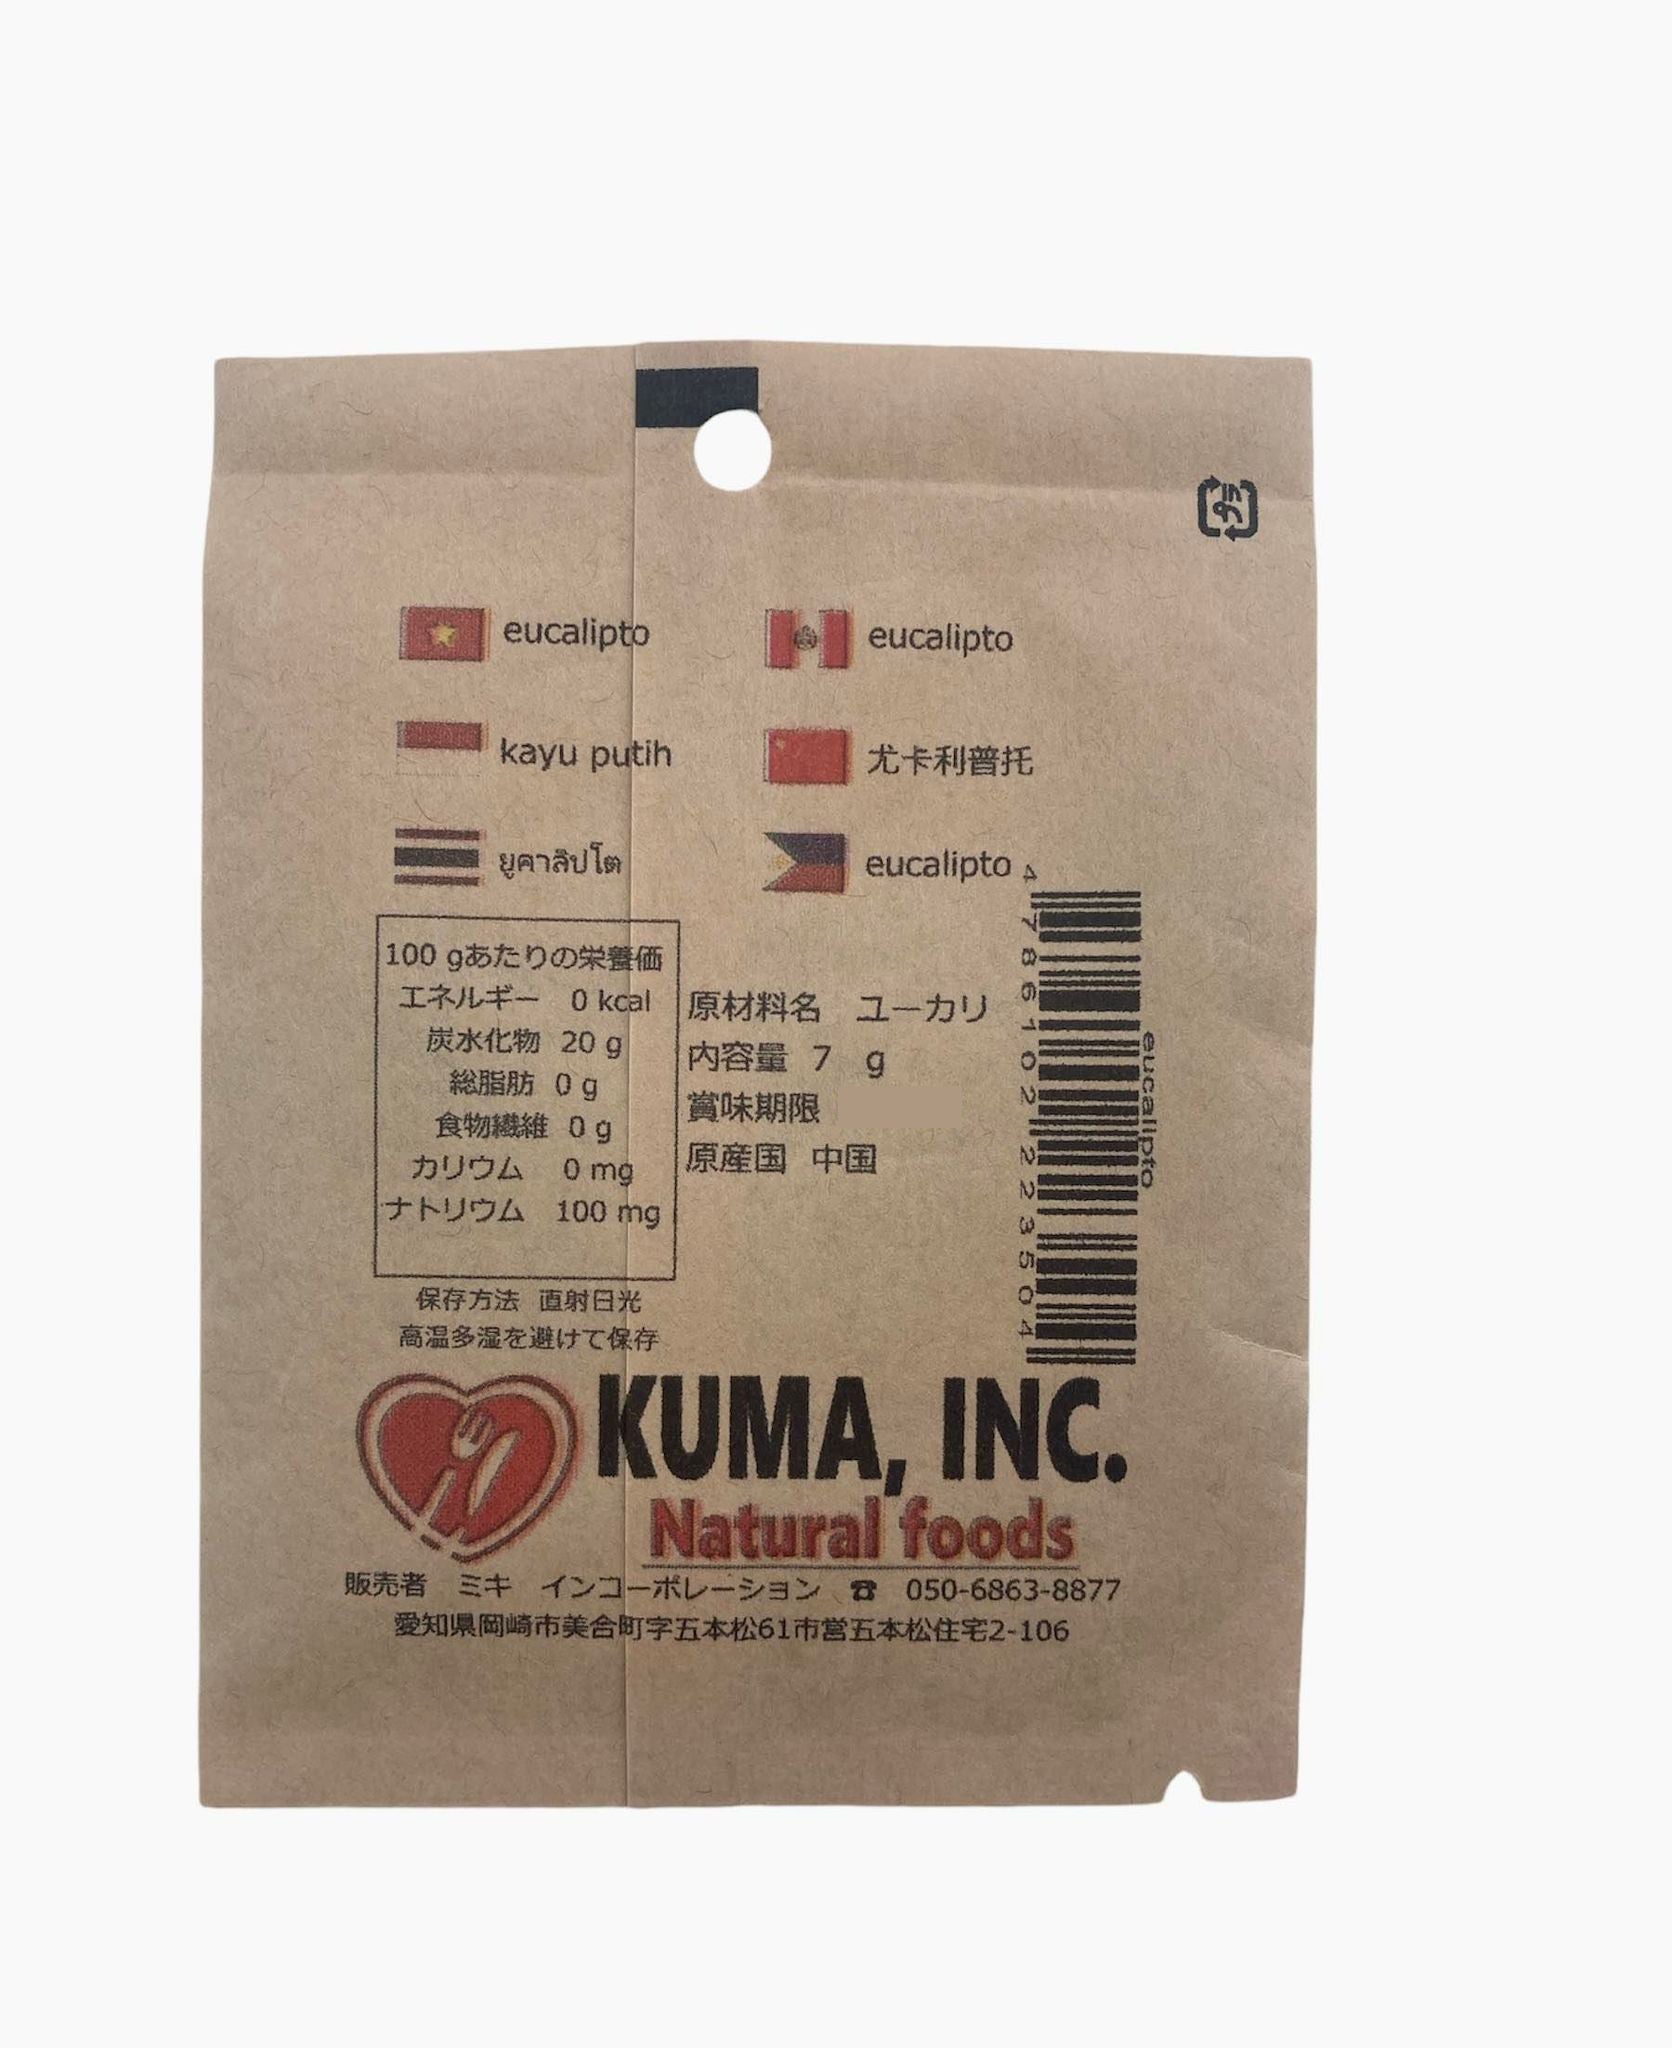 プラ
eucalipto
eucalipto
kayu putih
尤卡利普托
ยูคาลิปโต
eucalipto
100 gあたりの栄養価
エネルギー 0 kcal
炭水化物 20 g
総脂肪 0 g
食物繊維 0 g
カリウム 0 mg
ナトリウム 100 mg
原材料名 ユーカリ
内容量 7 g
賞味期限
原産国 中国
4 786102 223504
eucalipto
保存方法 直射日光
高温多湿を避けて保存
KUMA, INC.
Natural foods
販売者 ミキ インコーポレーション ☎ 050-6863-8877
愛知県岡崎市美合町字五本松61市営五本松住宅2-106